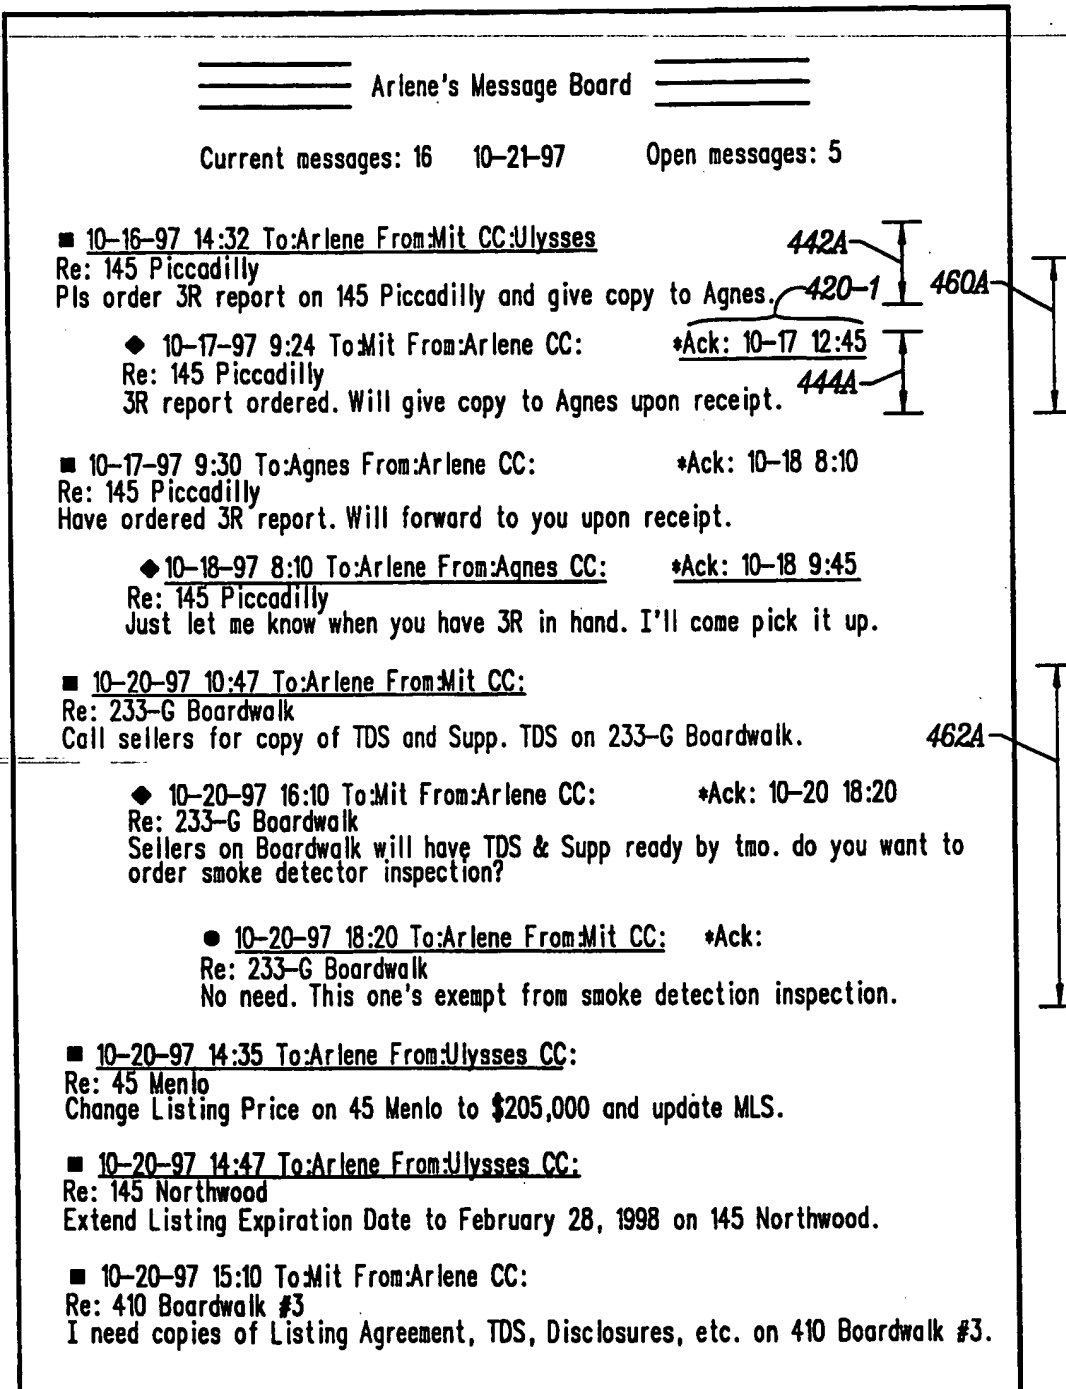 Arlene's Message Board
Current messages: 16 10-21-97 Open messages: 5
■ 10-16-97 14:32 To:Arlene From:Mit CC:Ulysses
442A
Re: 145 Piccadilly
460A
Pls order 3R report on 145 Piccadilly and give copy to Agnes.
420-1
◆ 10-17-97 9:24 To:Mit From:Arlene CC: *Ack: 10-17 12:45
Re: 145 Piccadilly
444A
3R report ordered. Will give copy to Agnes upon receipt.
■ 10-17-97 9:30 To:Agnes From:Arlene CC: *Ack: 10-18 8:10
Re: 145 Piccadilly
Have ordered 3R report. Will forward to you upon receipt.
◆ 10-18-97 8:10 To:Arlene From:Agnes CC: *Ack: 10-18 9:45
Re: 145 Piccadilly
Just let me know when you have 3R in hand. I'll come pick it up.
■ 10-20-97 10:47 To:Arlene From:Mit CC:
Re: 233-G Boardwalk
Call sellers for copy of TDS and Supp. TDS on 233-G Boardwalk.
462A
◆ 10-20-97 16:10 To:Mit From:Arlene CC: *Ack: 10-20 18:20
Re: 233-G Boardwalk
Sellers on Boardwalk will have TDS & Supp ready by tmo. do you want to
order smoke detector inspection?
● 10-20-97 18:20 To:Arlene From:Mit CC: *Ack:
Re: 233-G Boardwalk
No need. This one's exempt from smoke detection inspection.
■ 10-20-97 14:35 To:Arlene From:Ulysses CC:
Re: 45 Menlo
Change Listing Price on 45 Menlo to $205,000 and update MLS.
■ 10-20-97 14:47 To:Arlene From:Ulysses CC:
Re: 145 Northwood
Extend Listing Expiration Date to February 28, 1998 on 145 Northwood.
■ 10-20-97 15:10 To:Mit From:Arlene CC:
Re: 410 Boardwalk #3
I need copies of Listing Agreement, TDS, Disclosures, etc. on 410 Boardwalk #3.